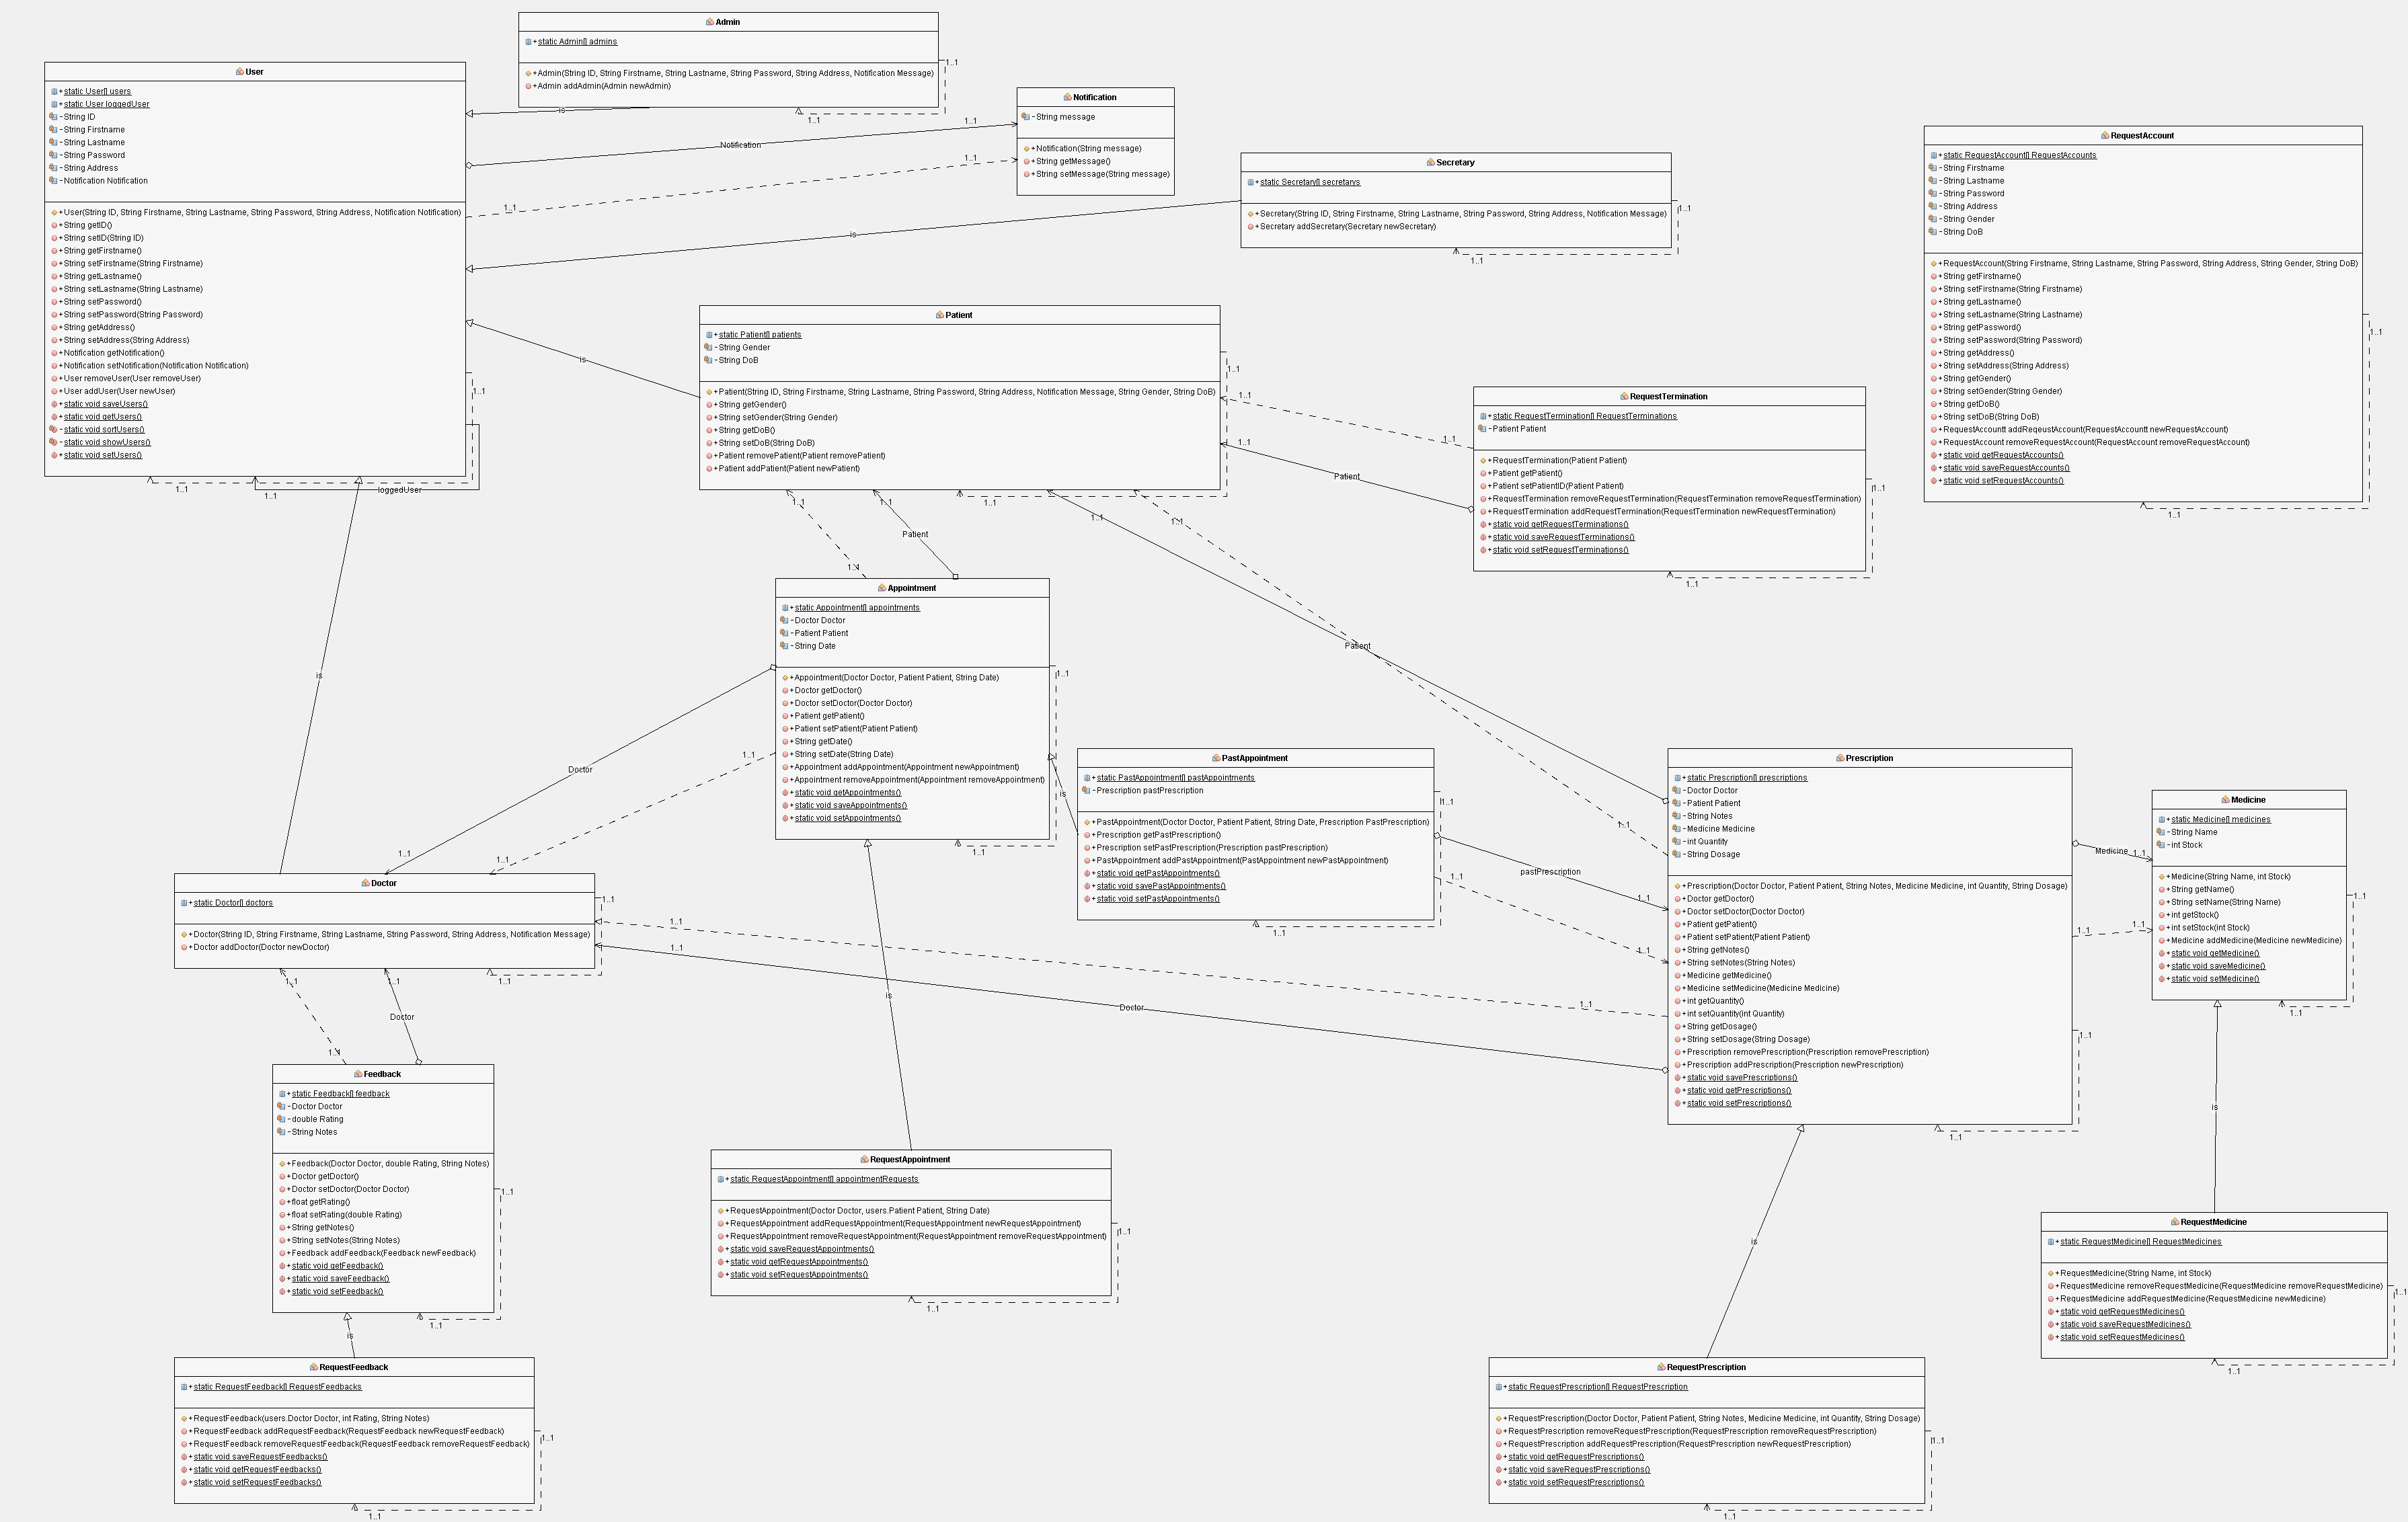 Admin
+static Admin[] admins
+Admin(String ID, String Firstname, String Lastname, String Password, String Address, Notification Message)
+Admin addAdmin(Admin newAdmin)
1..1
1..1
User
+static User[] users
+static User loggedUser
-String ID
-String Firstname
-String Lastname
-String Password
-String Address
-Notification Notification
+User(String ID, String Firstname, String Lastname, String Password, String Address, Notification Notification)
+String getID()
+String setID(String ID)
+String getFirstname()
+String setFirstname(String Firstname)
+String getLastname()
+String setLastname(String Lastname)
+String setPassword()
+String setPassword(String Password)
+String getAddress()
+String setAddress(String Address)
+Notification getNotification()
+Notification setNotification(Notification Notification)
+User removeUser(User removeUser)
+User addUser(User newUser)
+static void saveUsers()
+static void getUsers()
-static void sortUsers()
-static void showUsers()
+static void setUsers()
1..1
1..1
1..1
loggedUser
is
Notification
1..1
1..1
1..1
is
is
is
Notification
-String message
+Notification(String message)
+String getMessage()
+String setMessage(String message)
Secretary
+static Secretary[] secretarys
+Secretary(String ID, String Firstname, String Lastname, String Password, String Address, Notification Message)
+Secretary addSecretary(Secretary newSecretary)
1..1
1..1
RequestAccount
+static RequestAccount[] RequestAccounts
-String Firstname
-String Lastname
-String Password
-String Address
-String Gender
-String DoB
+RequestAccount(String Firstname, String Lastname, String Password, String Address, String Gender, String DoB)
+String getFirstname()
+String setFirstname(String Firstname)
+String getLastname()
+String setLastname(String Lastname)
+String getPassword()
+String setPassword(String Password)
+String getAddress()
+String setAddress(String Address)
+String getGender()
+String setGender(String Gender)
+String getDoB()
+String setDoB(String DoB)
+RequestAccountt addReqeustAccount(RequestAccountt newRequestAccount)
+RequestAccount removeRequestAccount(RequestAccount removeRequestAccount)
+static void getRequestAccounts()
+static void saveRequestAccounts()
+static void setRequestAccounts()
1..1
1..1
Patient
+static Patient[] patients
-String Gender
-String DoB
+Patient(String ID, String Firstname, String Lastname, String Password, String Address, Notification Message, String Gender, String DoB)
+String getGender()
+String setGender(String Gender)
+String getDoB()
+String setDoB(String DoB)
+Patient removePatient(Patient removePatient)
+Patient addPatient(Patient newPatient)
1..1
1..1
1..1
1..1
Patient
1..1
1..1
1..1
1..1
1..1
1..1
Patient
1..1
Patient
1..1
RequestTermination
+static RequestTermination[] RequestTerminations
-Patient Patient
+RequestTermination(Patient Patient)
+Patient getPatient()
+Patient setPatientID(Patient Patient)
+RequestTermination removeRequestTermination(RequestTermination removeRequestTermination)
+RequestTermination addRequestTermination(RequestTermination newRequestTermination)
+static void getRequestTerminations()
+static void saveRequestTerminations()
+static void setRequestTerminations()
1..1
1..1
Appointment
+static Appointment[] appointments
-Doctor Doctor
-Patient Patient
-String Date
+Appointment(Doctor Doctor, Patient Patient, String Date)
+Doctor getDoctor()
+Doctor setDoctor(Doctor Doctor)
+Patient getPatient()
+Patient setPatient(Patient Patient)
+String getDate()
+String setDate(String Date)
+Appointment addAppointment(Appointment newAppointment)
+Appointment removeAppointment(Appointment removeAppointment)
+static void getAppointments()
+static void saveAppointments()
+static void setAppointments()
1..1
1..1
Doctor
1..1
1..1
1..1
is
is
PastAppointment
+static PastAppointment[] pastAppointments
-Prescription pastPrescription
+PastAppointment(Doctor Doctor, Patient Patient, String Date, Prescription PastPrescription)
+Prescription getPastPrescription()
+Prescription setPastPrescription(Prescription pastPrescription)
+PastAppointment addPastAppointment(PastAppointment newPastAppointment)
+static void getPastAppointments()
+static void savePastAppointments()
+static void setPastAppointments()
1..1
1..1
pastPrescription
1..1
1..1
1..1
Prescription
+static Prescription[] prescriptions
-Doctor Doctor
-Patient Patient
-String Notes
-Medicine Medicine
-int Quantity
-String Dosage
+Prescription(Doctor Doctor, Patient Patient, String Notes, Medicine Medicine, int Quantity, String Dosage)
+Doctor getDoctor()
+Doctor setDoctor(Doctor Doctor)
+Patient getPatient()
+Patient setPatient(Patient Patient)
+String getNotes()
+String setNotes(String Notes)
+Medicine getMedicine()
+Medicine setMedicine(Medicine Medicine)
+int getQuantity()
+int setQuantity(int Quantity)
+String getDosage()
+String setDosage(String Dosage)
+Prescription removePrescription(Prescription removePrescription)
+Prescription addPrescription(Prescription newPrescription)
+static void savePrescriptions()
+static void getPrescriptions()
+static void setPrescriptions()
1..1
1..1
Medicine
1..1
1..1
1..1
Medicine
+static Medicine[] medicines
-String Name
-int Stock
+Medicine(String Name, int Stock)
+String getName()
+String setName(String Name)
+int getStock()
+int setStock(int Stock)
+Medicine addMedicine(Medicine newMedicine)
+static void getMedicine()
+static void saveMedicine()
+static void setMedicine()
1..1
1..1
is
Doctor
+static Doctor[] doctors
+Doctor(String ID, String Firstname, String Lastname, String Password, String Address, Notification Message)
+Doctor addDoctor(Doctor newDoctor)
1..1
1..1
1..1
1..1
1..1
Doctor
1..1
1..1
Doctor
1..1
Feedback
+static Feedback[] feedback
-Doctor Doctor
-double Rating
-String Notes
+Feedback(Doctor Doctor, double Rating, String Notes)
+Doctor getDoctor()
+Doctor setDoctor(Doctor Doctor)
+float getRating()
+float setRating(double Rating)
+String getNotes()
+String setNotes(String Notes)
+Feedback addFeedback(Feedback newFeedback)
+static void getFeedback()
+static void saveFeedback()
+static void setFeedback()
1..1
1..1
is
RequestAppointment
+static RequestAppointment[] appointmentRequests
+RequestAppointment(Doctor Doctor, users.Patient Patient, String Date)
+RequestAppointment addRequestAppointment(RequestAppointment newRequestAppointment)
+RequestAppointment removeRequestAppointment(RequestAppointment removeRequestAppointment)
+static void saveRequestAppointments()
+static void getRequestAppointments()
+static void setRequestAppointments()
1..1
1..1
is
RequestMedicine
+static RequestMedicine[] RequestMedicines
+RequestMedicine(String Name, int Stock)
+RequestMedicine removeRequestMedicine(RequestMedicine removeRequestMedicine)
+RequestMedicine addRequestMedicine(RequestMedicine newMedicine)
+static void getRequestMedicines()
+static void saveRequestMedicines()
+static void setRequestMedicines()
1..1
1..1
RequestFeedback
+static RequestFeedback[] RequestFeedbacks
+RequestFeedback(users.Doctor Doctor, int Rating, String Notes)
+RequestFeedback addRequestFeedback(RequestFeedback newRequestFeedback)
+RequestFeedback removeRequestFeedback(RequestFeedback removeRequestFeedback)
+static void saveRequestFeedbacks()
+static void getRequestFeedbacks()
+static void setRequestFeedbacks()
1..1
1..1
RequestPrescription
+static RequestPrescription[] RequestPrescription
+RequestPrescription(Doctor Doctor, Patient Patient, String Notes, Medicine Medicine, int Quantity, String Dosage)
+RequestPrescription removeRequestPrescription(RequestPrescription removeRequestPrescription)
+RequestPrescription addRequestPrescription(RequestPrescription newRequestPrescription)
+static void getRequestPrescriptions()
+static void saveRequestPrescriptions()
+static void setRequestPrescriptions()
1..1
1..1